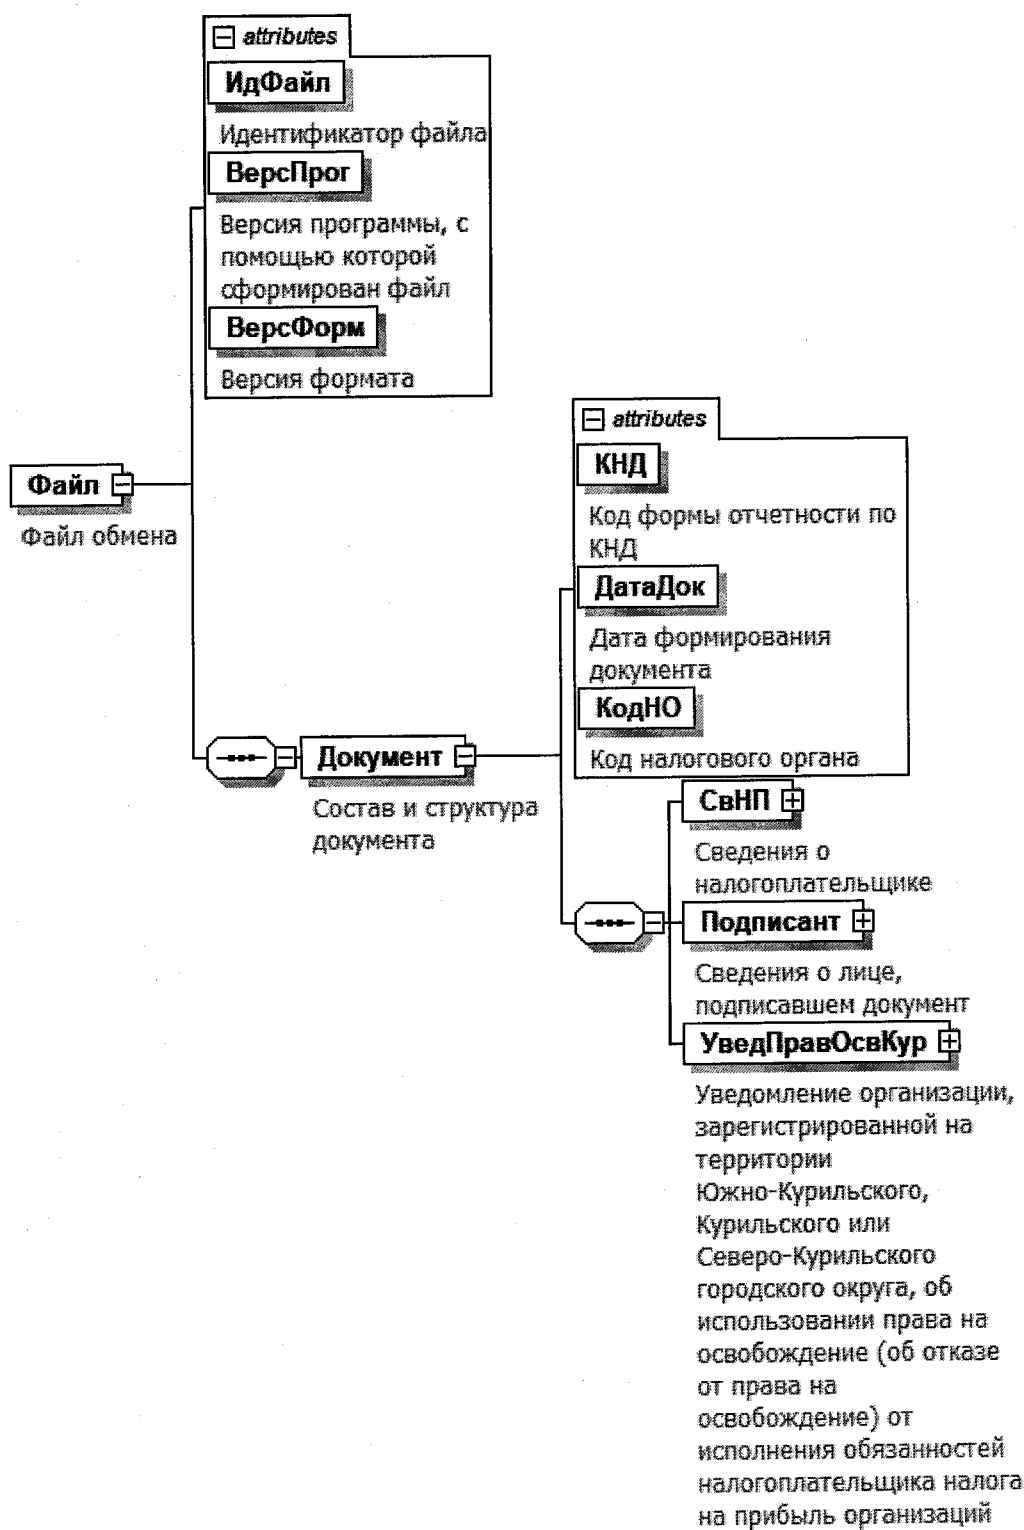 attributes
ИдФайл
Идентификатор файла
ВерсПрог
Версия программы, с
помощью которой
сформирован файл
ВерсФорм
Версия формата
Файл
Файл обмена
attributes
КНД
Код формы отчетности по
КНД
ДатаДок
Дата формирования
документа
КодНО
Код налогового органа
Документ
Состав и структура
документа
СвНП
Сведения о
налогоплательщике
Подписант
Сведения о лице,
подписавшем документ
УведПравОсвКур
Уведомление организации,
зарегистрированной на
территории
Южно-Курильского,
Курильского или
Северо-Курильского
городского округа, об
использовании права на
освобождение (об отказе
от права на
освобождение) от
исполнения обязанностей
налогоплательщика налога
на прибыль организаций